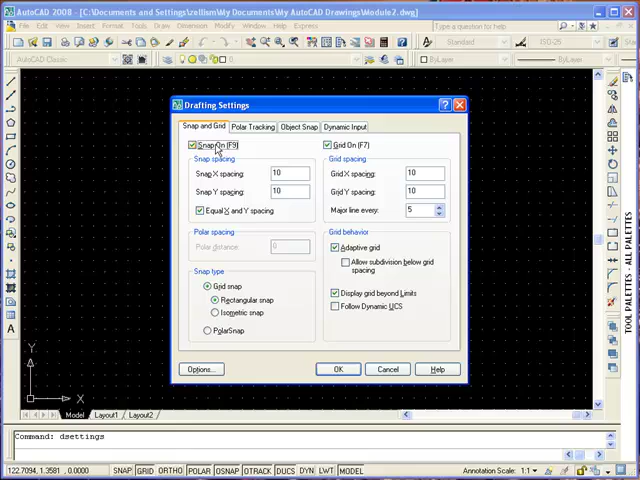 AutoCAD 2008 - [C:\Documents and Settings\rellism\My Documents\My AutoCAD Drawings\Module2.dwg]
File Edit View Insert Format Tools Draw Dimension Modify Window Help Express
Type a question for help
Standard
ISO-25
AutoCAD Classic
0
ByLayer
ByLayer
Drafting Settings
Snap and Grid
Polar Tracking
Object Snap
Dynamic Input
Snap On (F9)
Grid On (F7)
Snap spacing
Grid spacing
Snap X spacing: 10
Grid X spacing: 10
Snap Y spacing: 10
Grid Y spacing: 10
Equal X and Y spacing
Major line every: 5
Polar spacing
Grid behavior
Polar distance: 0
Adaptive grid
Allow subdivision below grid
spacing
Snap type
Display grid beyond Limits
Grid snap
Follow Dynamic UCS
Rectangular snap
Isometric snap
PolarSnap
Options...
OK
Cancel
Help
TOOL PALETTES - ALL PALETTES
Y
X
Model
Layout1
Layout2
Command: dsettings
122.7094, 1.3581 , 0.0000
SNAP
GRID
ORTHO
POLAR
OSNAP
OTRACK
DUCS
DYN
LWT
MODEL
Annotation Scale: 1:1